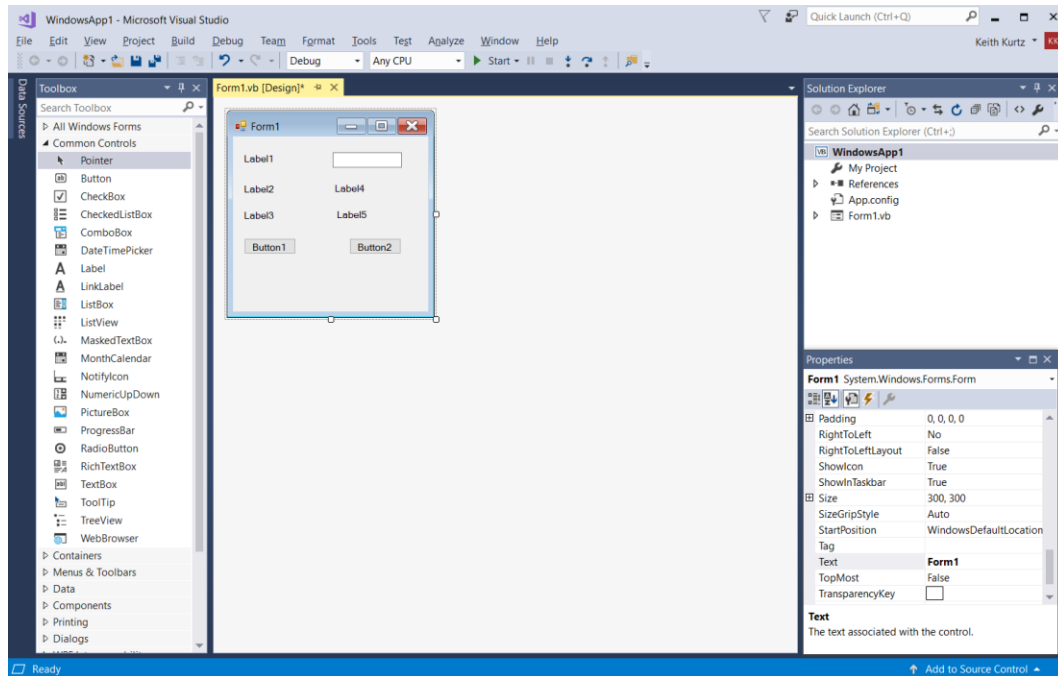 WindowsApp1 - Microsoft Visual Studio
Quick Launch (Ctrl+Q)
File Edit View Project Build Debug Team Format Tools Test Analyze Window Help
Keith Kurtz
KK
Debug
Any CPU
Start
Data Sources
Toolbox
Search Toolbox
All Windows Forms
Common Controls
Pointer
Button
CheckBox
CheckedListBox
ComboBox
DateTimePicker
Label
LinkLabel
ListBox
ListView
MaskedTextBox
MonthCalendar
NotifyIcon
NumericUpDown
PictureBox
ProgressBar
RadioButton
RichTextBox
TextBox
ToolTip
TreeView
WebBrowser
Containers
Menus & Toolbars
Data
Components
Printing
Dialogs
Form1.vb [Design]*
Form1
Label1
Label2 Label4
Label3 Label5
Button1 Button2
Solution Explorer
Search Solution Explorer (Ctrl+;)
WindowsApp1
My Project
References
App.config
Form1.vb
Properties
Form1 System.Windows.Forms.Form
Padding 0, 0, 0, 0
RightToLeft No
RightToLeftLayout False
ShowIcon True
ShowInTaskbar True
Size 300, 300
SizeGripStyle Auto
StartPosition WindowsDefaultLocation
Tag
Text Form1
TopMost False
TransparencyKey
Text
The text associated with the control.
Ready
Add to Source Control